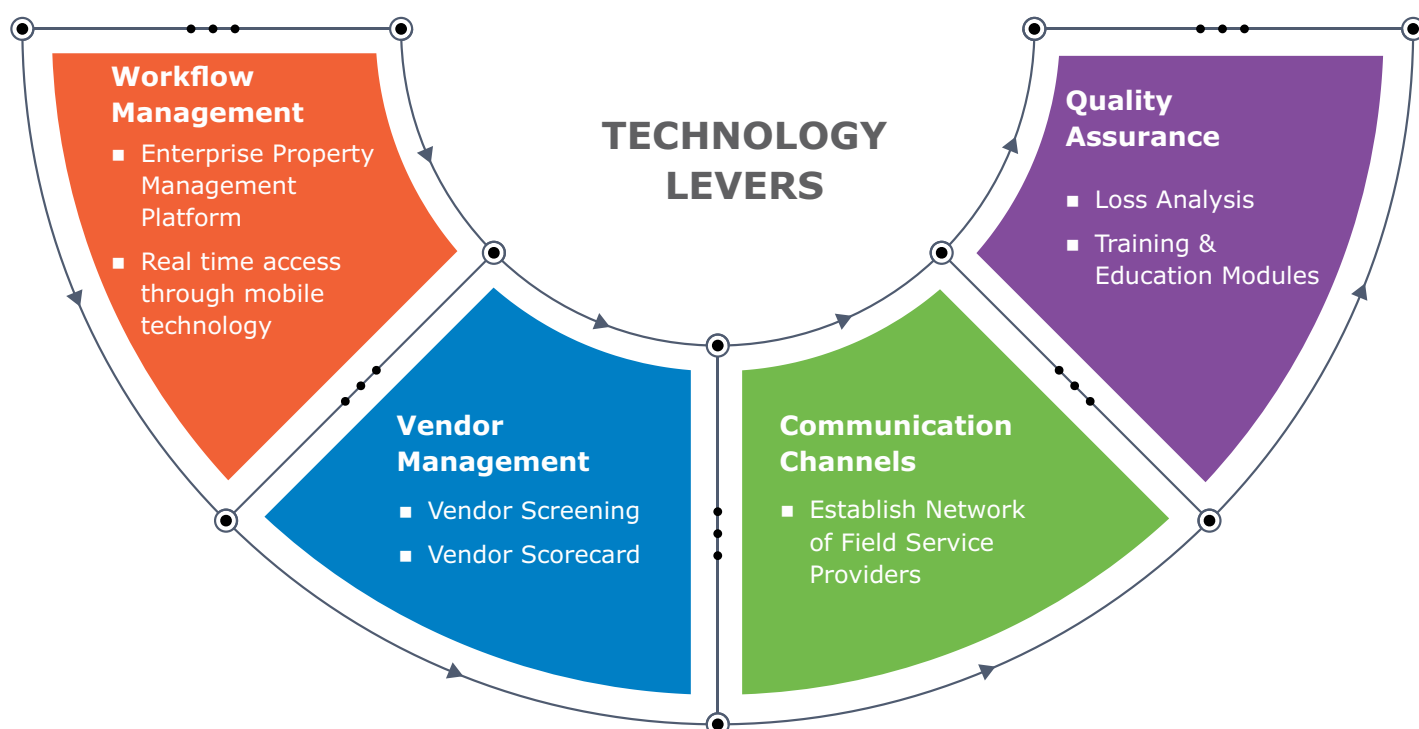 TECHNOLOGY
LEVERS
Workflow
Management
▪ Enterprise Property
Management
Platform
▪ Real time access
through mobile
technology
Vendor
Management
▪ Vendor Screening
▪ Vendor Scorecard
Communication
Channels
▪ Establish Network
of Field Service
Providers
Quality
Assurance
▪ Loss Analysis
▪ Training &
Education Modules